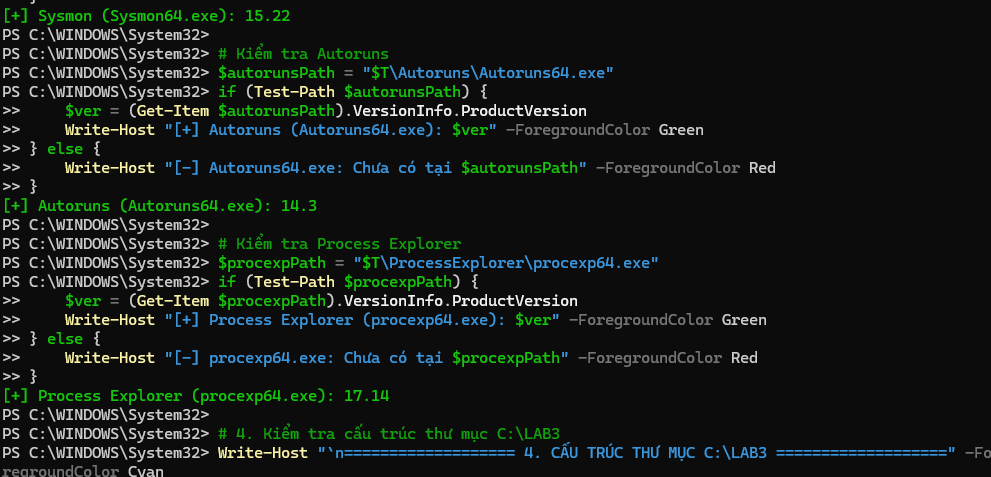 [+] Sysmon (Sysmon64.exe): 15.22
PS C:\WINDOWS\System32>
PS C:\WINDOWS\System32> # Kiểm tra Autoruns
PS C:\WINDOWS\System32> $autorunsPath = "$T\Autoruns\Autoruns64.exe"
PS C:\WINDOWS\System32> if (Test-Path $autorunsPath) {
>>     $ver = (Get-Item $autorunsPath).VersionInfo.ProductVersion
>>     Write-Host "[+] Autoruns (Autoruns64.exe): $ver" -ForegroundColor Green
>> } else {
>>     Write-Host "[-] Autoruns64.exe: Chưa có tại $autorunsPath" -ForegroundColor Red
>> }
[+] Autoruns (Autoruns64.exe): 14.3
PS C:\WINDOWS\System32>
PS C:\WINDOWS\System32> # Kiểm tra Process Explorer
PS C:\WINDOWS\System32> $procexpPath = "$T\ProcessExplorer\procexp64.exe"
PS C:\WINDOWS\System32> if (Test-Path $procexpPath) {
>>     $ver = (Get-Item $procexpPath).VersionInfo.ProductVersion
>>     Write-Host "[+] Process Explorer (procexp64.exe): $ver" -ForegroundColor Green
>> } else {
>>     Write-Host "[-] procexp64.exe: Chưa có tại $procexpPath" -ForegroundColor Red
>> }
[+] Process Explorer (procexp64.exe): 17.14
PS C:\WINDOWS\System32>
PS C:\WINDOWS\System32> # 4. Kiểm tra cấu trúc thư mục C:\LAB3
PS C:\WINDOWS\System32> Write-Host "`n=================== 4. CẤU TRÚC THƯ MỤC C:\LAB3 ===================" -Fo
regroundColor Cyan